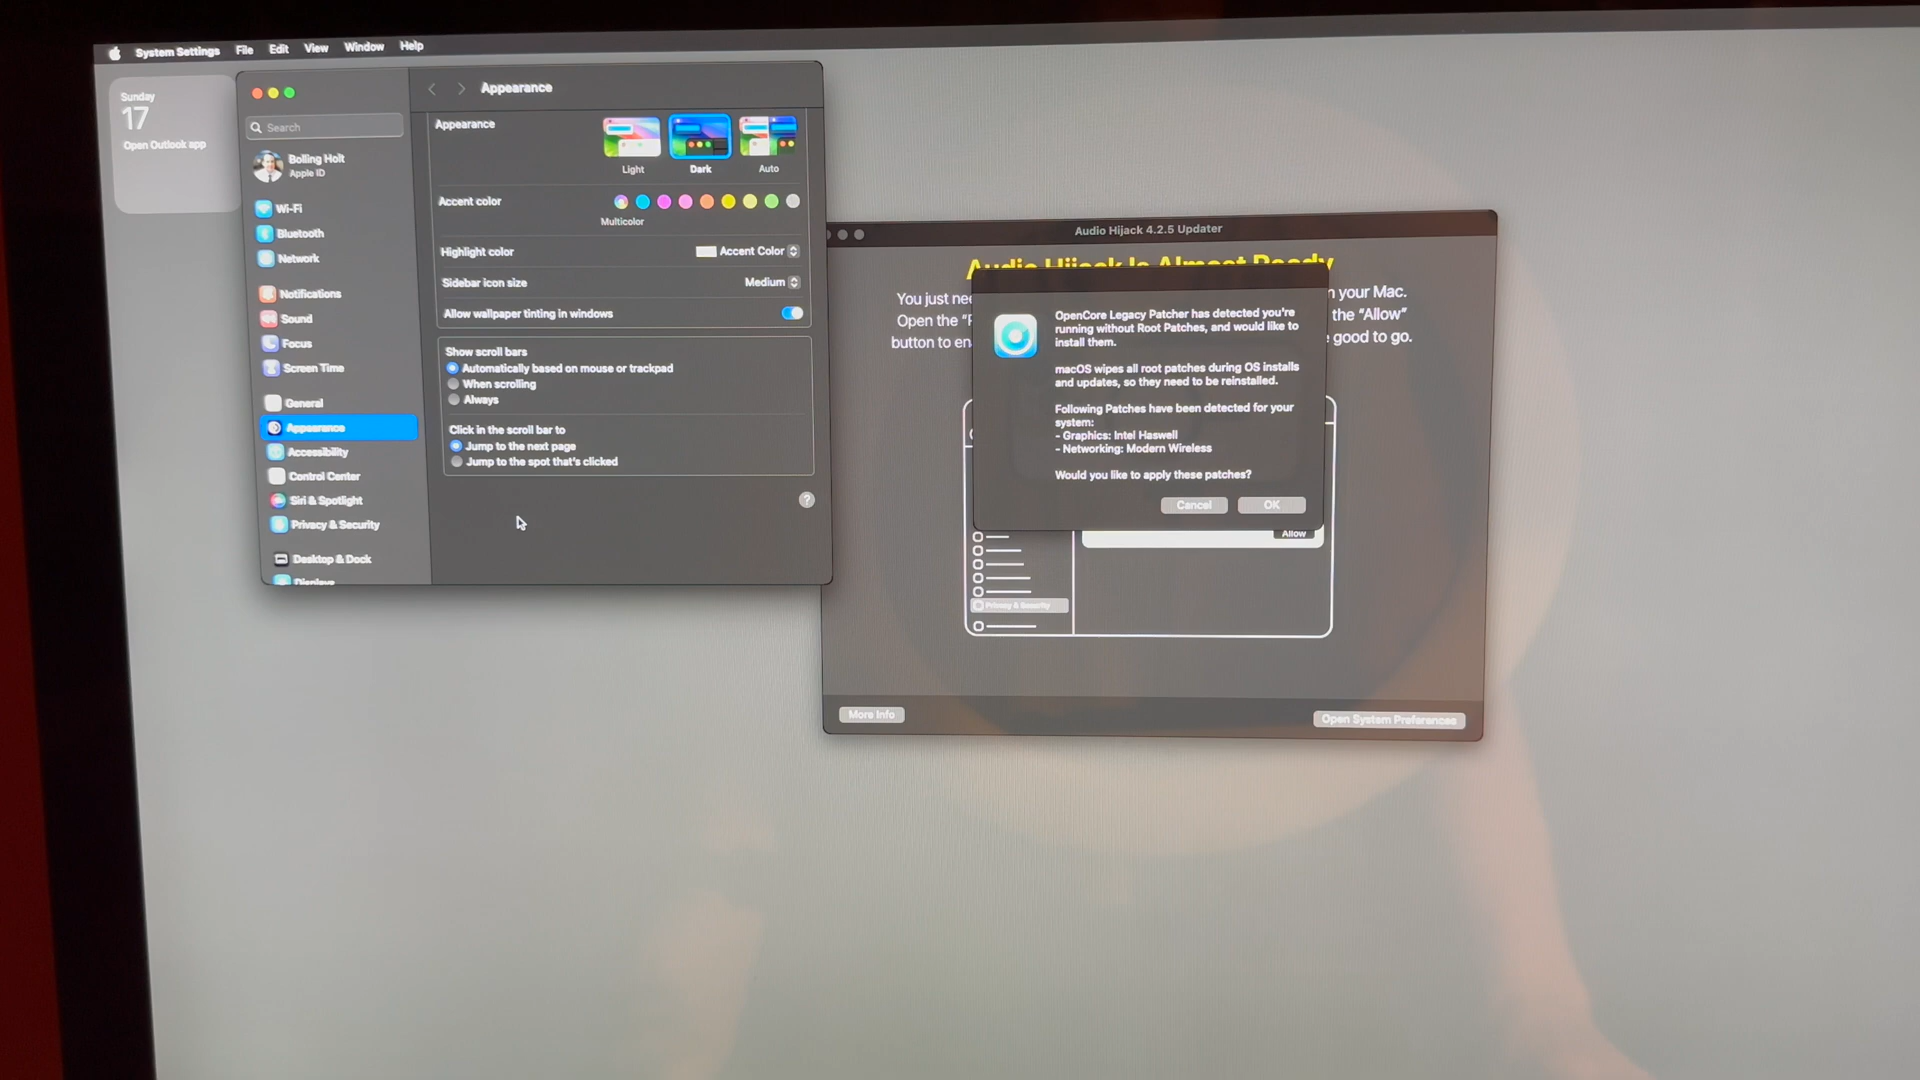 System Settings File Edit View Window Help
Sunday
17
Open Outlook app
Search
Bolling Holt
Apple ID
Wi-Fi
Bluetooth
Network
Notifications
Sound
Focus
Screen Time
General
Appearance
Accessibility
Control Center
Siri & Spotlight
Privacy & Security
Desktop & Dock
Displays
Appearance
Appearance
Light Dark Auto
Accent color
Multicolor
Highlight color Accent Color
Sidebar icon size Medium
Allow wallpaper tinting in windows
Show scroll bars
Automatically based on mouse or trackpad
When scrolling
Always
Click in the scroll bar to
Jump to the next page
Jump to the spot that's clicked
?
Audio Hijack 4.2.5 Updater
Audio Hijack Is Almost Ready
You just nee n your Mac.
Open the “ the “Allow”
button to en good to go.
OpenCore Legacy Patcher has detected you're
running without Root Patches, and would like to
install them.
macOS wipes all root patches during OS installs
and updates, so they need to be reinstalled.
Following Patches have been detected for your
system:
- Graphics: Intel Haswell
- Networking: Modern Wireless
Would you like to apply these patches?
Cancel OK
Allow
Privacy & Security
More Info Open System Preferences